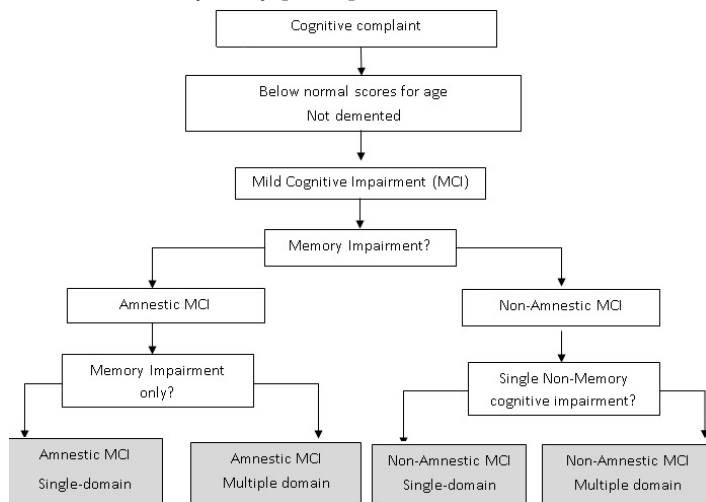 Cognitive complaint
Below normal scores for age
Not demented
Mild Cognitive Impairment (MCI)
Memory Impairment?
Amnestic MCI
Non-Amnestic MCI
Memory Impairment
only?
Single Non-Memory
cognitive impairment?
Amnestic MCI
Single-domain
Amnestic MCI
Multiple domain
Non-Amnestic MCI
Single-domain
Non-Amnestic MCI
Multiple domain